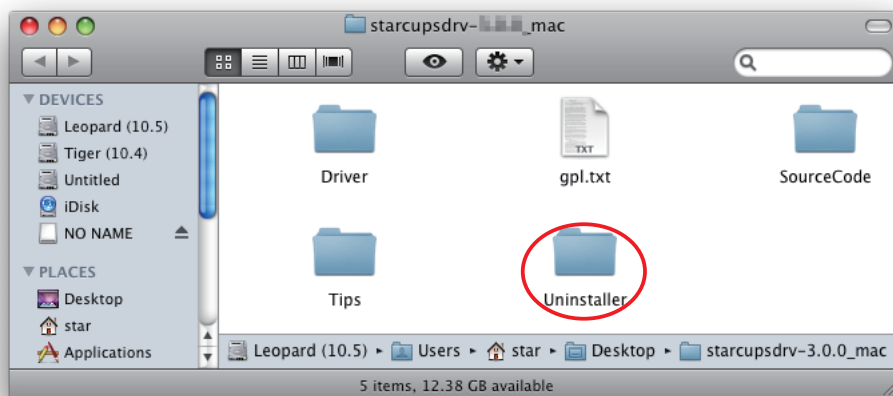 starcupsdrv- _mac
DEVICES
Leopard (10.5)
Tiger (10.4)
Untitled
iDisk
NO NAME
PLACES
Desktop
star
Applications
Driver
TXT
gpl.txt
SourceCode
Tips
Uninstaller
Leopard (10.5) ▸ Users ▸ star ▸ Desktop ▸ starcupsdrv-3.0.0_mac
5 items, 12.38 GB available